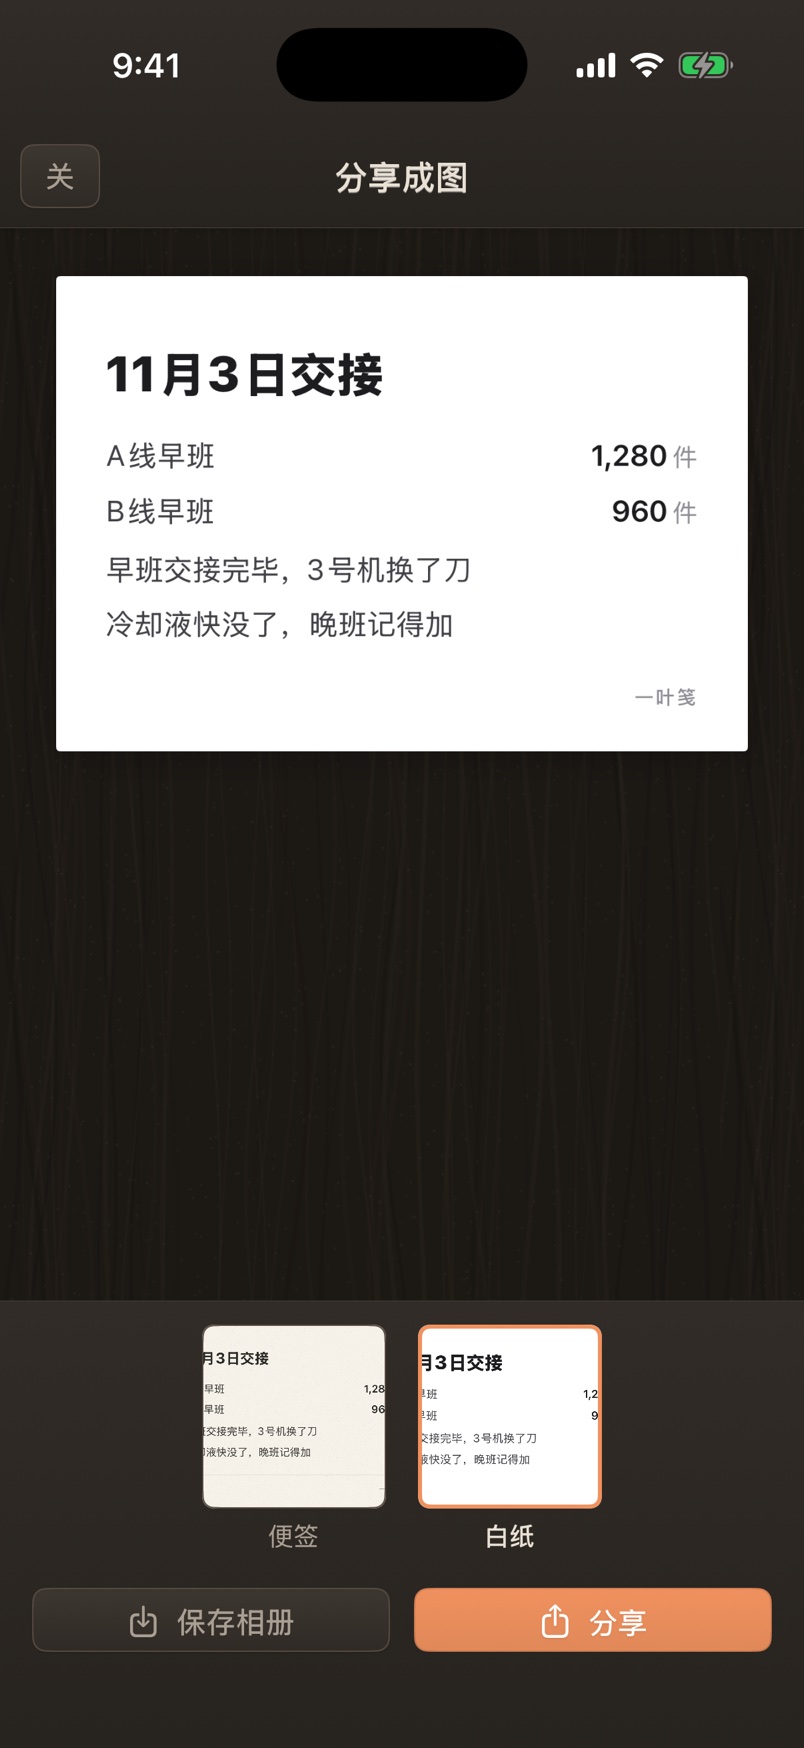 9:41
关
分享成图
11月3日交接
A线早班 1,280 件
B线早班 960 件
早班交接完毕，3号机换了刀
冷却液快没了，晚班记得加
一叶笺
月3日交接
早班 1,28
早班 96
交接完毕，3号机换了刀
液快没了，晚班记得加
便签
月3日交接
班 1,2
班 9
交接完毕，3号机换了刀
液快没了，晚班记得加
白纸
保存相册
分享